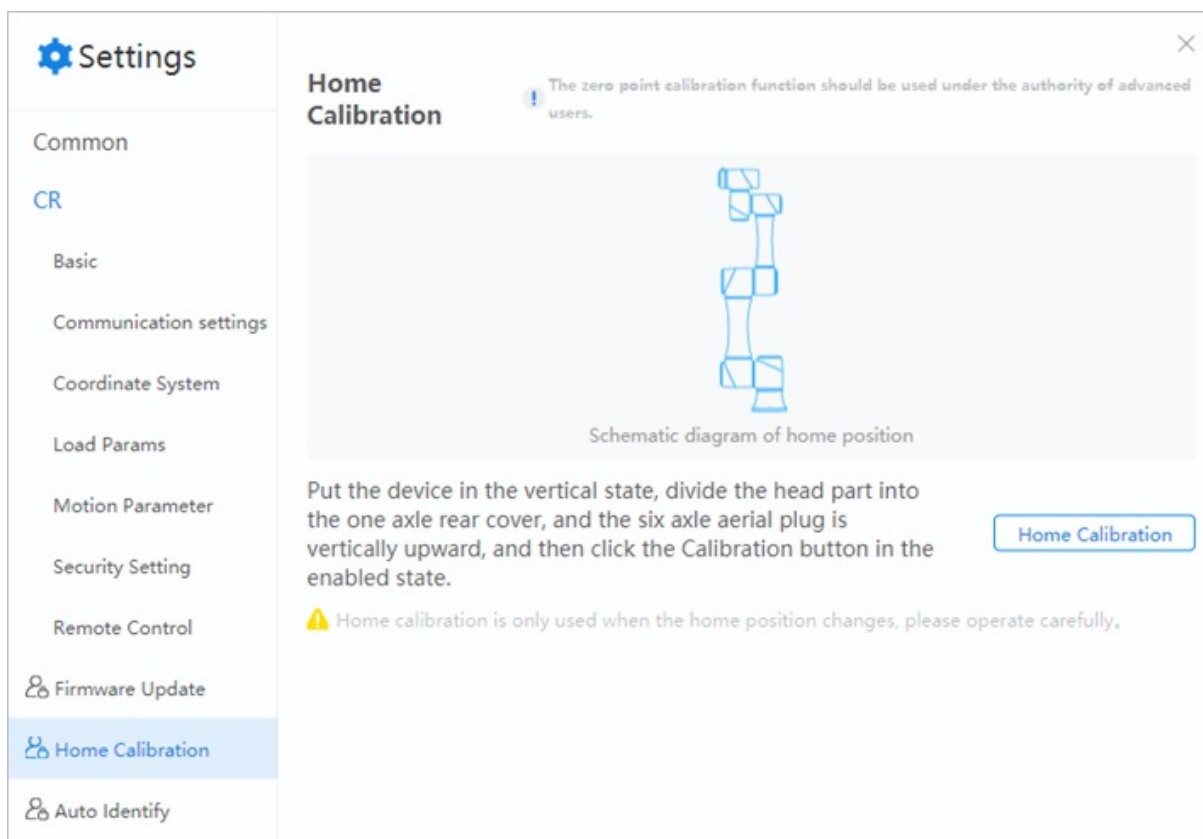 Settings
Common
CR
Basic
Communication settings
Coordinate System
Load Params
Motion Parameter
Security Setting
Remote Control
Firmware Update
Home Calibration
Auto Identify
Home
Calibration
The zero point calibration function should be used under the authority of advanced
users.
Schematic diagram of home position
Put the device in the vertical state, divide the head part into
the one axle rear cover, and the six axle aerial plug is
vertically upward, and then click the Calibration button in the
enabled state.
Home Calibration
Home calibration is only used when the home position changes, please operate carefully。